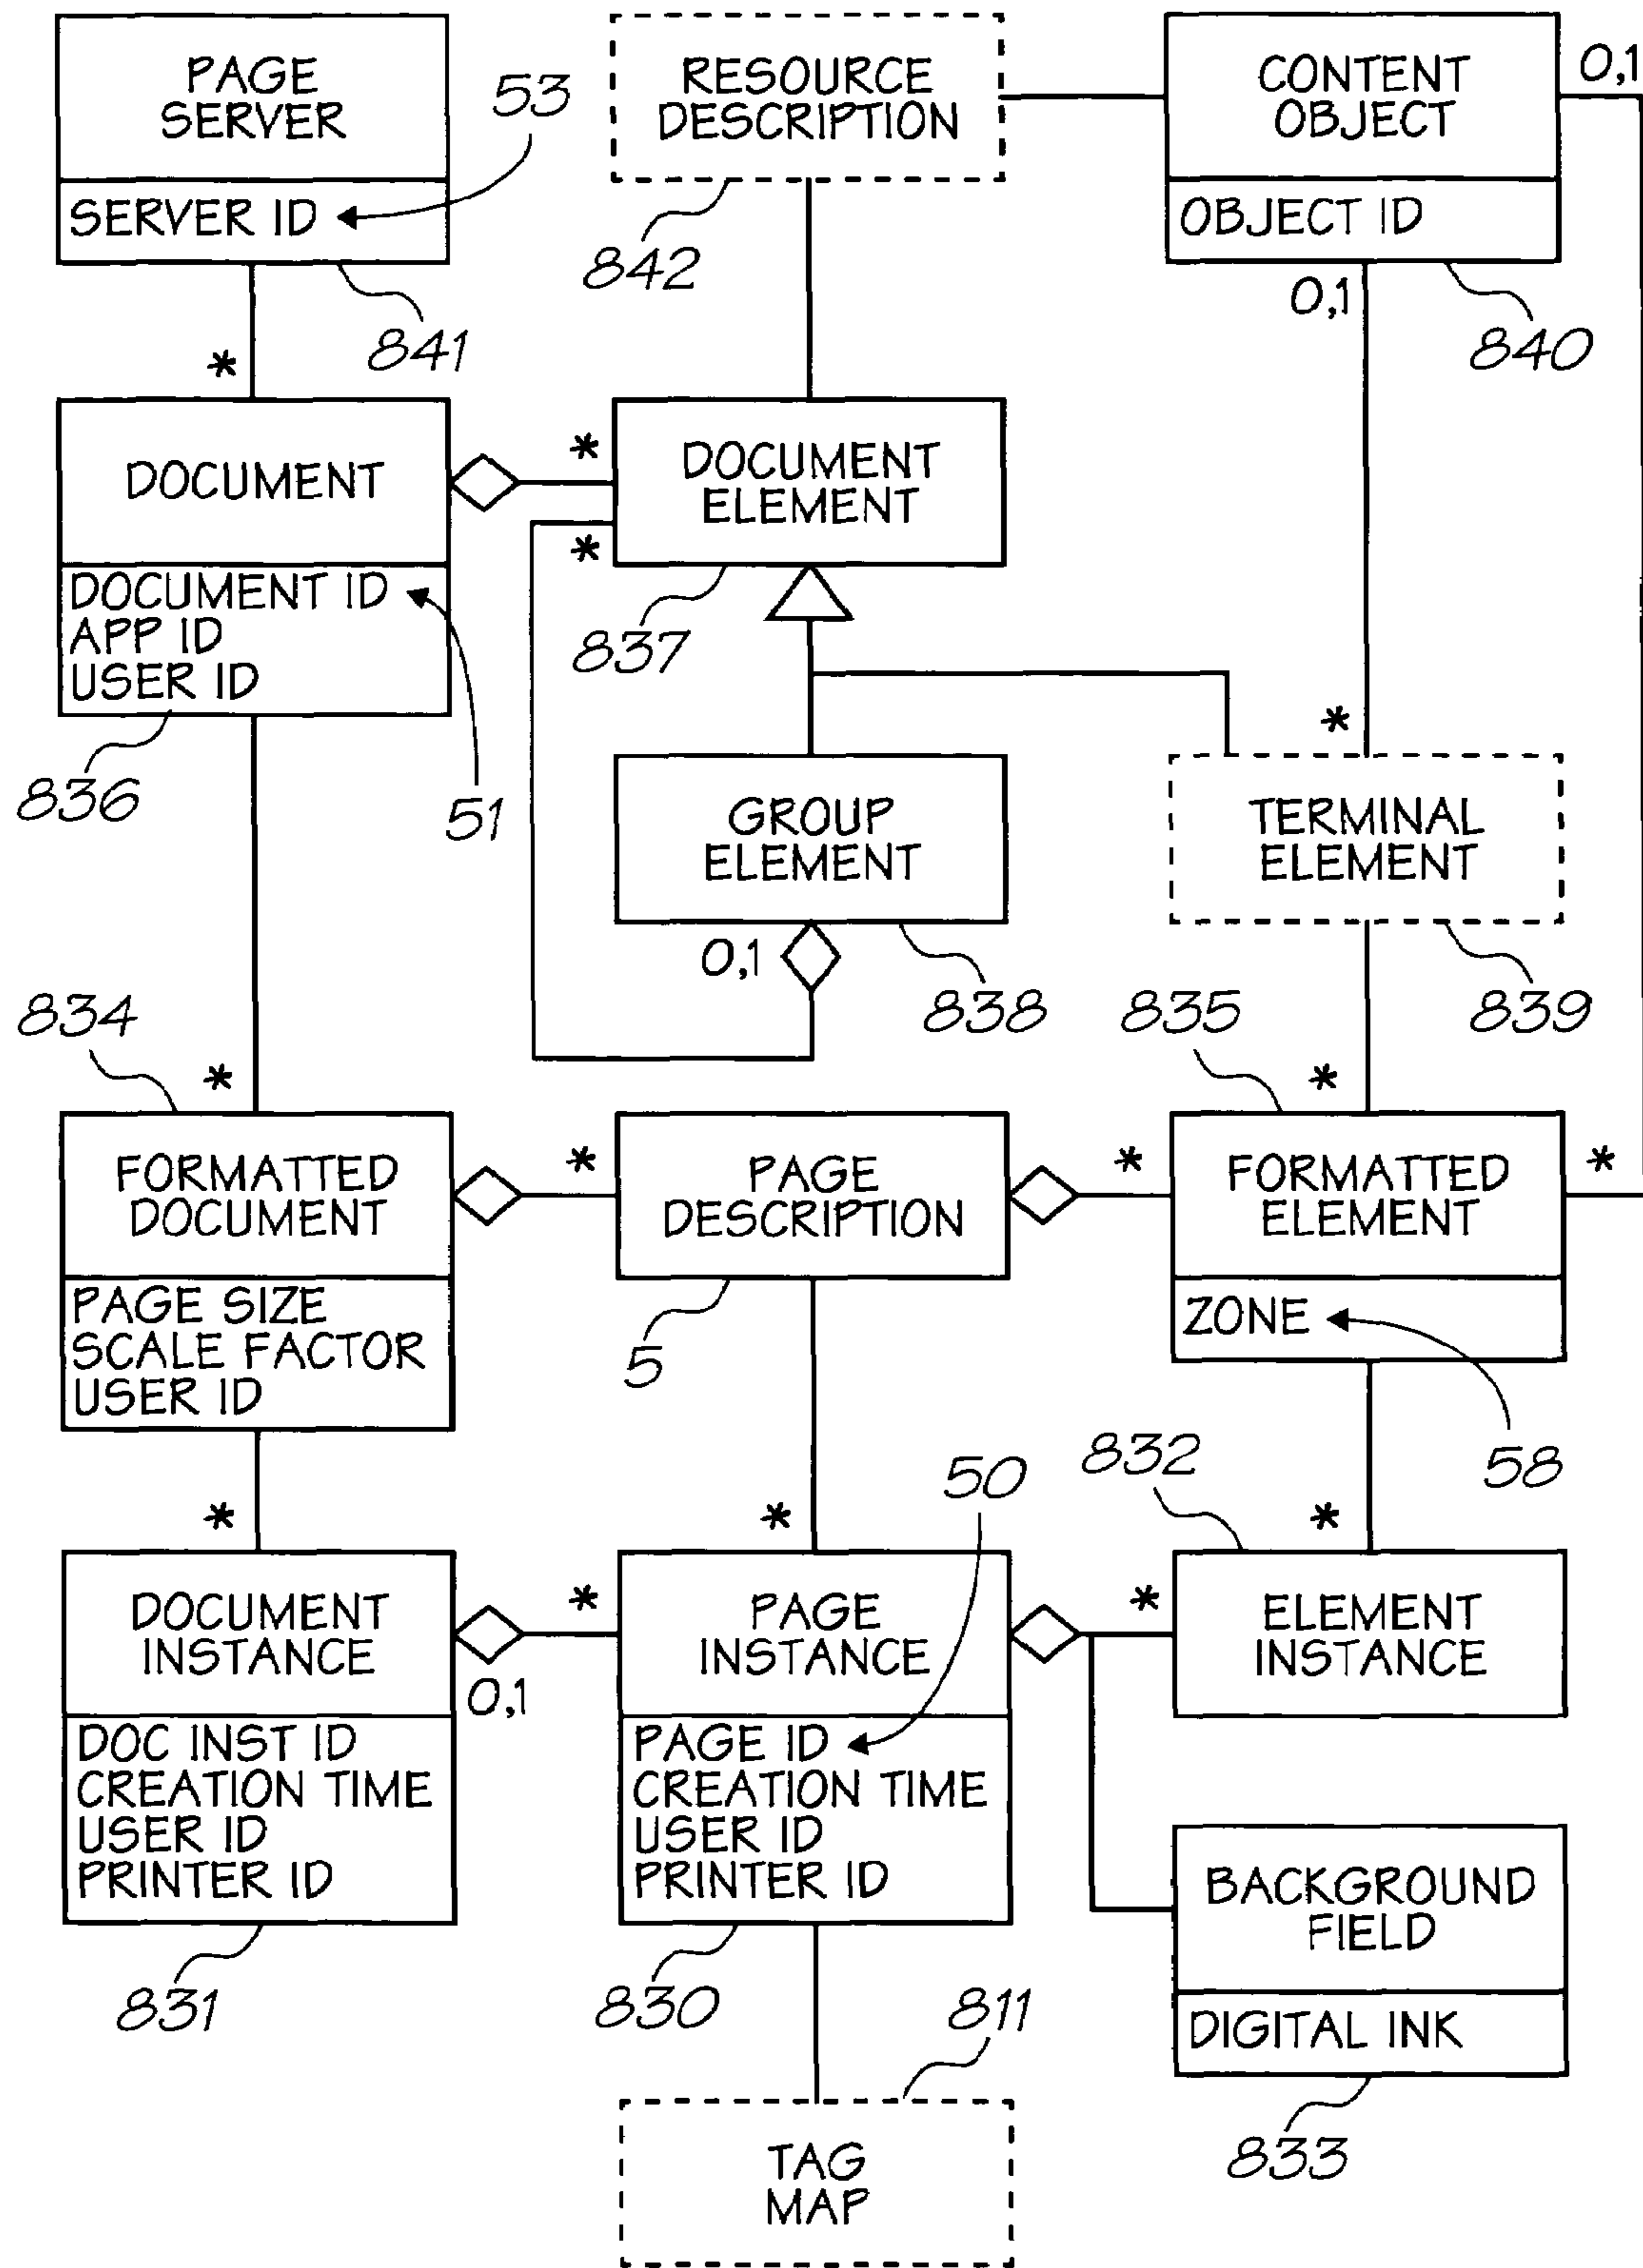 PAGE
SERVER
SERVER ID
53
841
RESOURCE
DESCRIPTION
842
CONTENT
OBJECT
OBJECT ID
0,1
0,1
840
*
DOCUMENT
DOCUMENT ID
APP ID
USER ID
836
51
*
*
DOCUMENT
ELEMENT
837
GROUP
ELEMENT
0,1
838
*
TERMINAL
ELEMENT
839
834
*
FORMATTED
DOCUMENT
PAGE SIZE
SCALE FACTOR
USER ID
*
PAGE
DESCRIPTION
5
835
*
*
*
FORMATTED
ELEMENT
ZONE
58
*
DOCUMENT
INSTANCE
DOC INST ID
CREATION TIME
USER ID
PRINTER ID
831
0,1
*
*
50
PAGE
INSTANCE
PAGE ID
CREATION TIME
USER ID
PRINTER ID
830
832
*
*
ELEMENT
INSTANCE
BACKGROUND
FIELD
DIGITAL INK
833
811
TAG
MAP